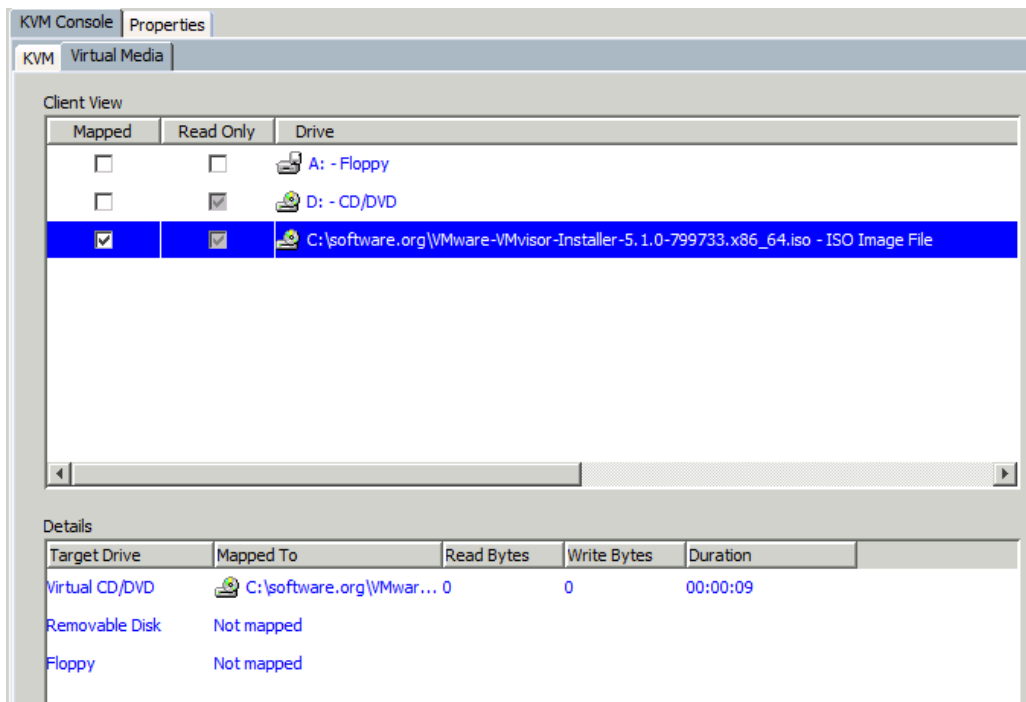 KVM Console Properties
KVM Virtual Media
Client View
Mapped Read Only Drive
A: - Floppy
D: - CD/DVD
C:\software.org\VMware-VMvisor-Installer-5.1.0-799733.x86_64.iso - ISO Image File
Details
Target Drive Mapped To Read Bytes Write Bytes Duration
Virtual CD/DVD C:\software.org\VMwar... 0 0 00:00:09
Removable Disk Not mapped
Floppy Not mapped